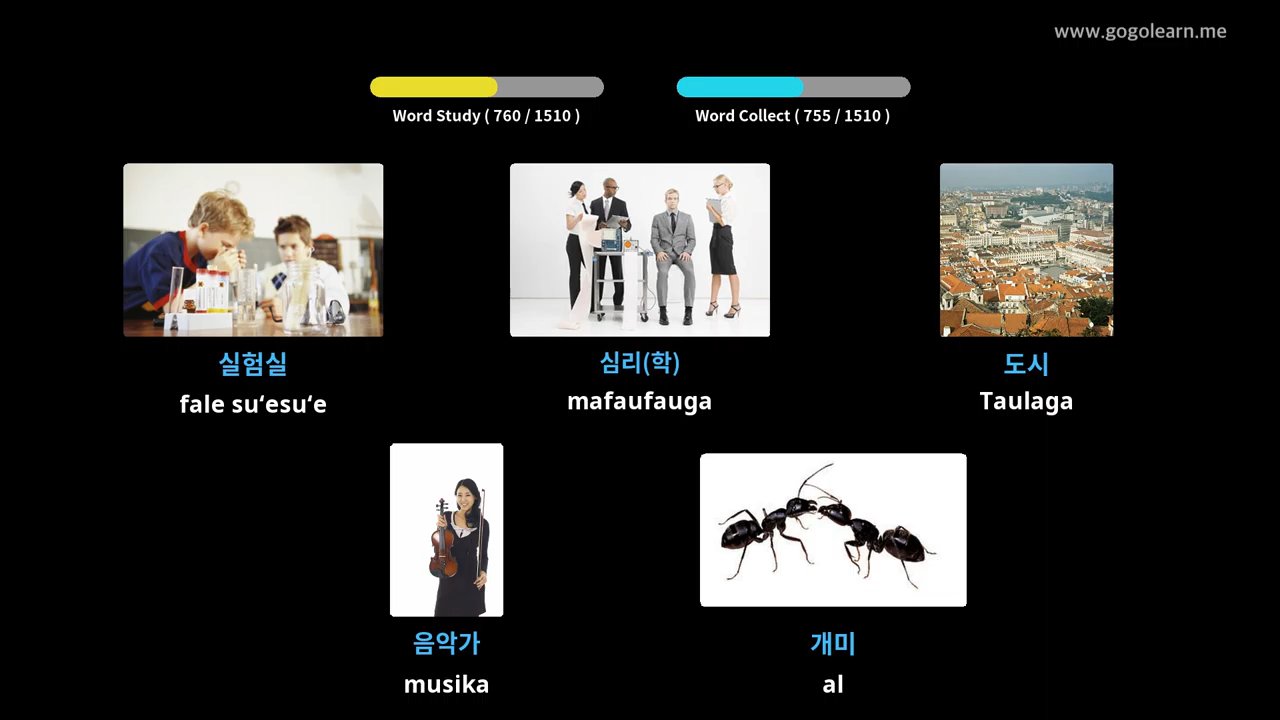 www.gogolearn.me
Word Study ( 760 / 1510 )
Word Collect ( 755 / 1510 )
실험실
fale su‘esu‘e
심리(학)
mafaufauga
도시
Taulaga
음악가
musika
개미
al